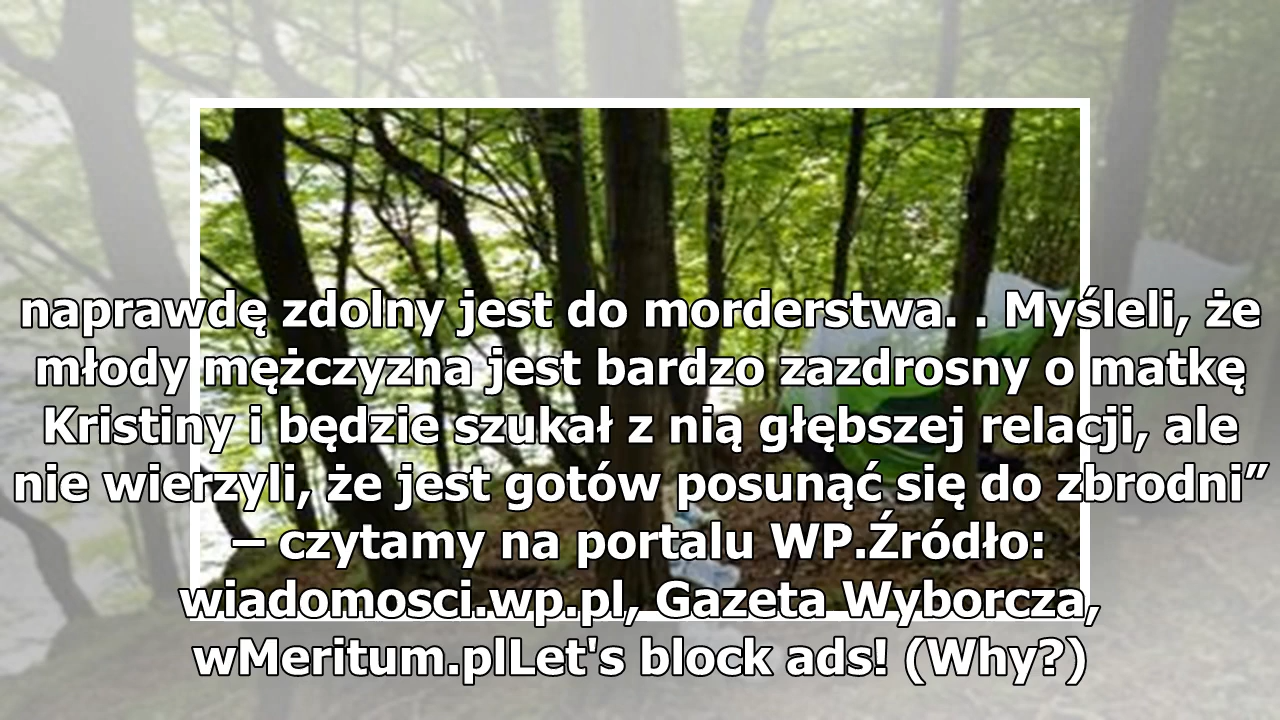 naprawdę zdolny jest do morderstwa. . Myśleli, że
młody mężczyzna jest bardzo zazdrosny o matkę
Kristiny i będzie szukał z nią głębszej relacji, ale
nie wierzyli, że jest gotów posunąć się do zbrodni”
– czytamy na portalu WP.Źródło:
wiadomosci.wp.pl, Gazeta Wyborcza,
wMeritum.plLet's block ads! (Why?)